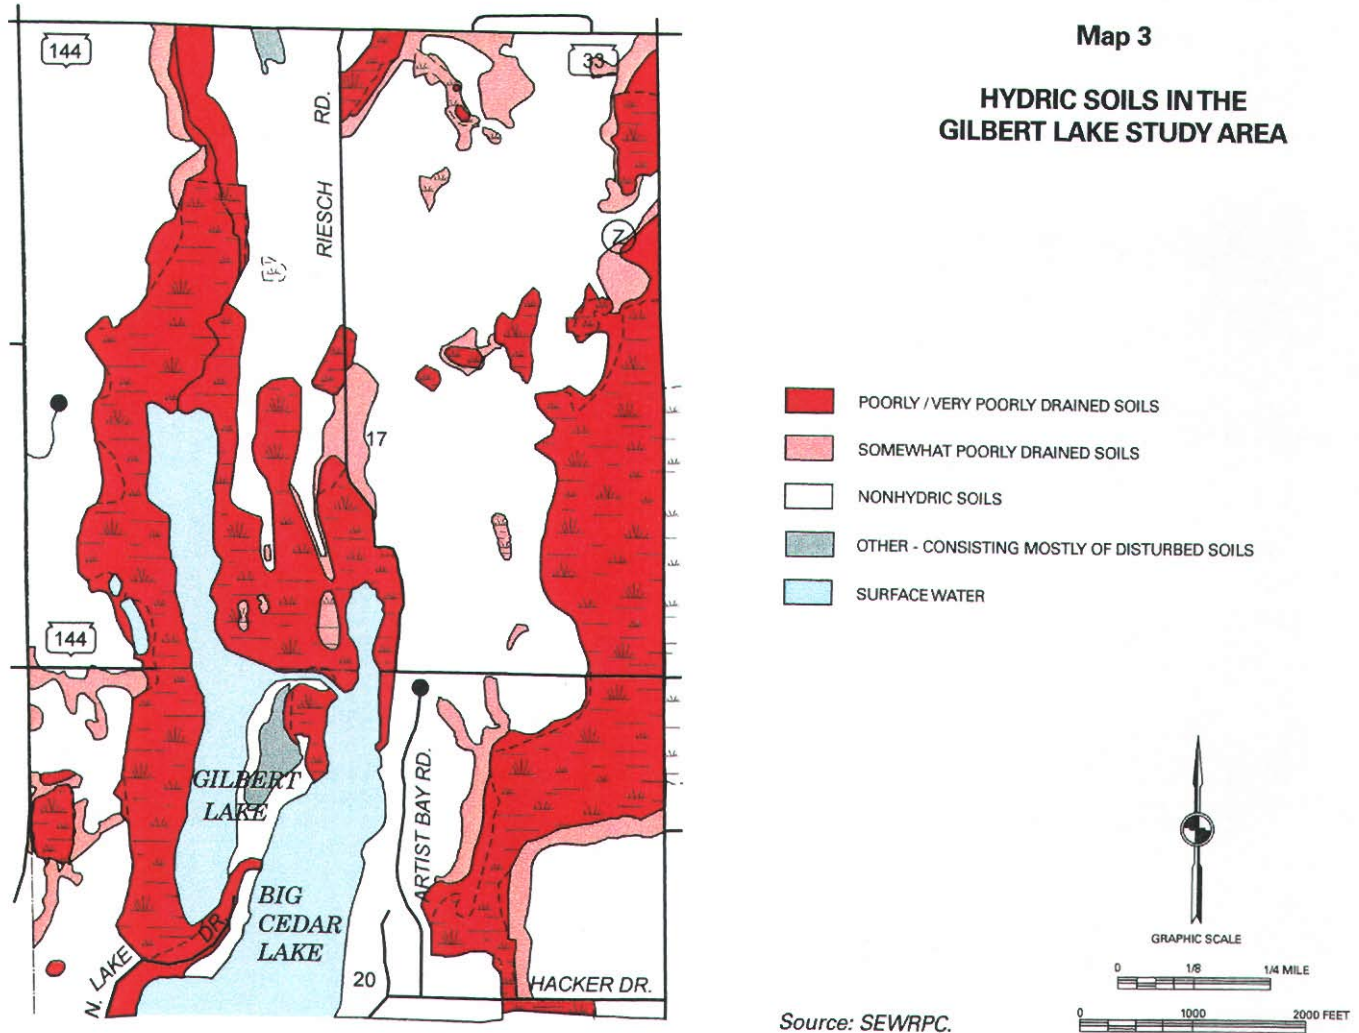 Map 3
HYDRIC SOILS IN THE
GILBERT LAKE STUDY AREA
144
33
RIESCH RD.
Z
17
144
GILBERT
LAKE
ARTIST BAY RD.
BIG
CEDAR
LAKE
N. LAKE DR.
20
HACKER DR.
POORLY / VERY POORLY DRAINED SOILS
SOMEWHAT POORLY DRAINED SOILS
NONHYDRIC SOILS
OTHER - CONSISTING MOSTLY OF DISTURBED SOILS
SURFACE WATER
GRAPHIC SCALE
0 1/8 1/4 MILE
0 1000 2000 FEET
Source: SEWRPC.